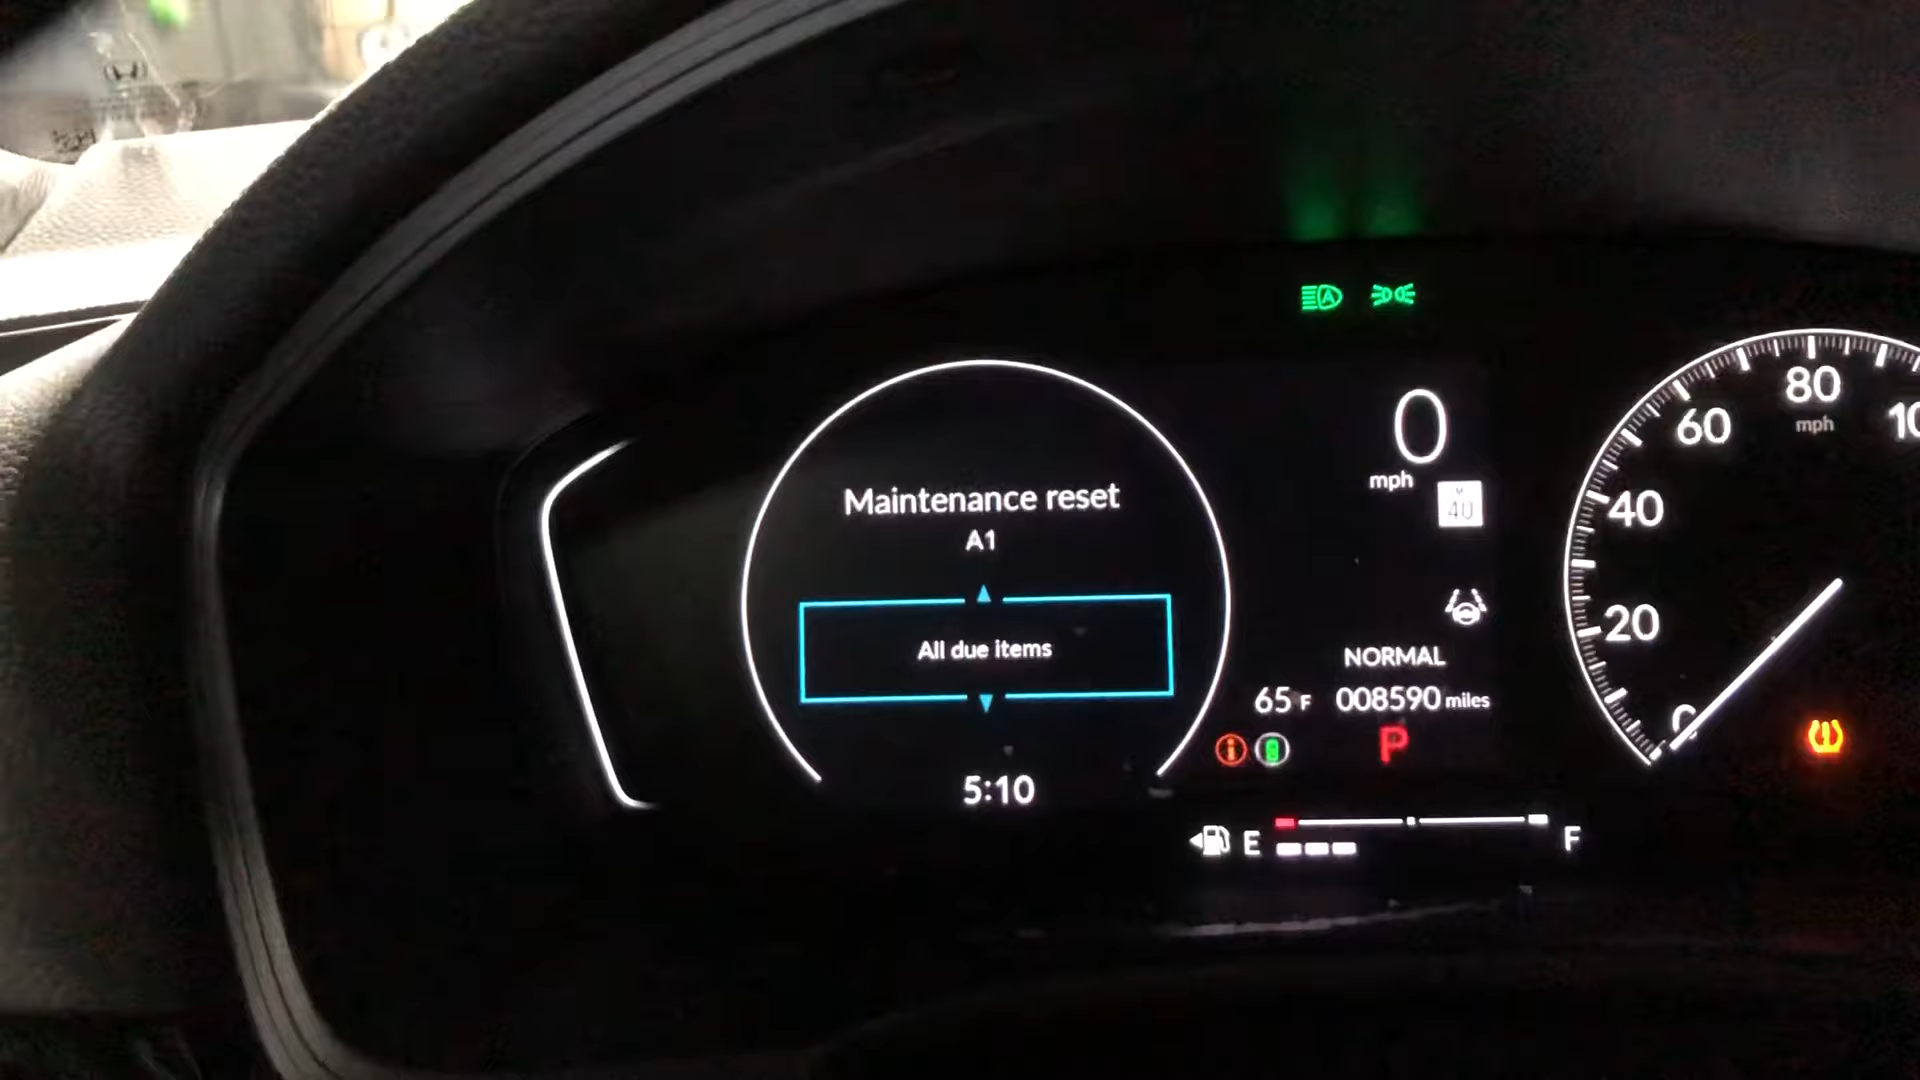 Maintenance reset
A1
All due items
5:10
0
mph
40
NORMAL
65 F 008590 miles
P
E F
0
20
40
60
80
mph